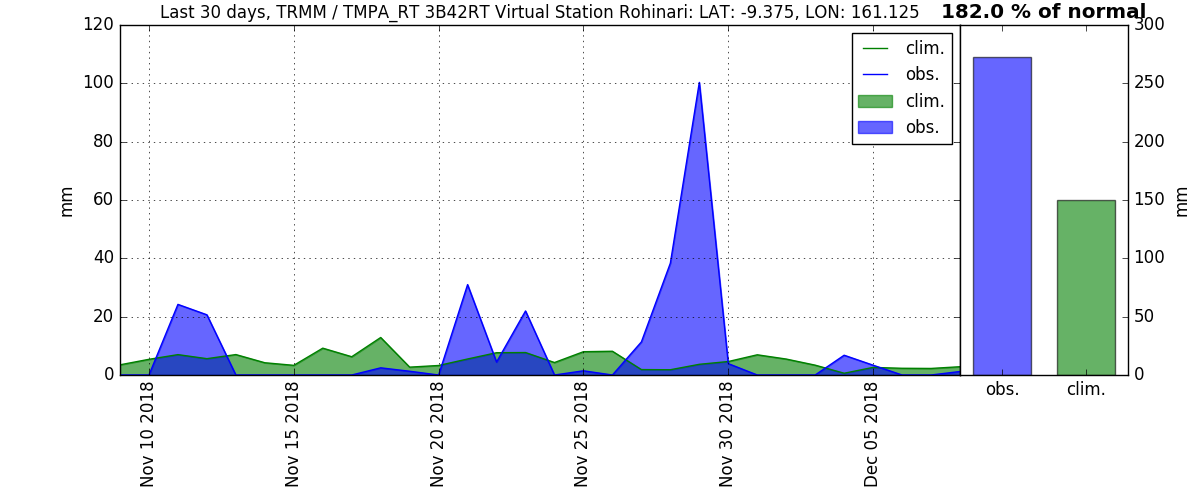 Last 30 days, TRMM / TMPA_RT 3B42RT Virtual Station Rohinari: LAT: -9.375, LON: 161.125
182.0 % of normal
120
100
80
60
40
20
0
mm
clim.
obs.
clim.
obs.
Nov 10 2018
Nov 15 2018
Nov 20 2018
Nov 25 2018
Nov 30 2018
Dec 05 2018
300
250
200
150
100
50
0
mm
obs.
clim.